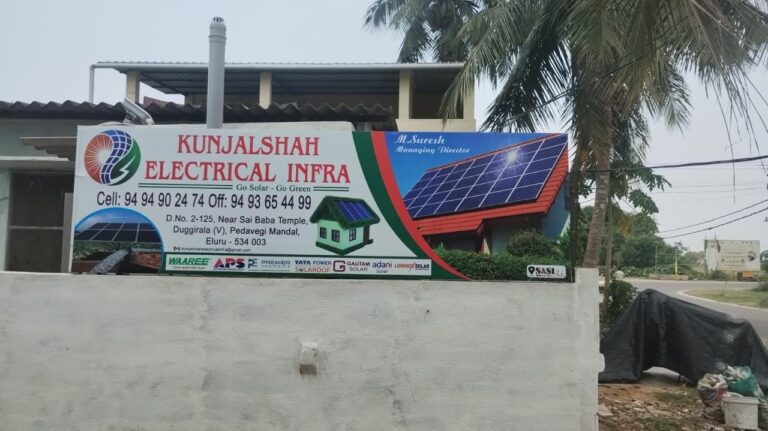 KUNJALSHAH
ELECTRICAL INFRA
Go Solar - Go Green
Cell: 94 94 90 24 74 Off: 94 93 65 44 99
D.No. 2-125, Near Sai Baba Temple,
Duggirala (V), Pedavegi Mandal,
Eluru - 534 003
M.Suresh
Managing Director
WAAREE
APS
PREMIER
ENERGIES
TATA POWER
SOLAROOF
GAUTAM
SOLAR
adani
Solar
SASI